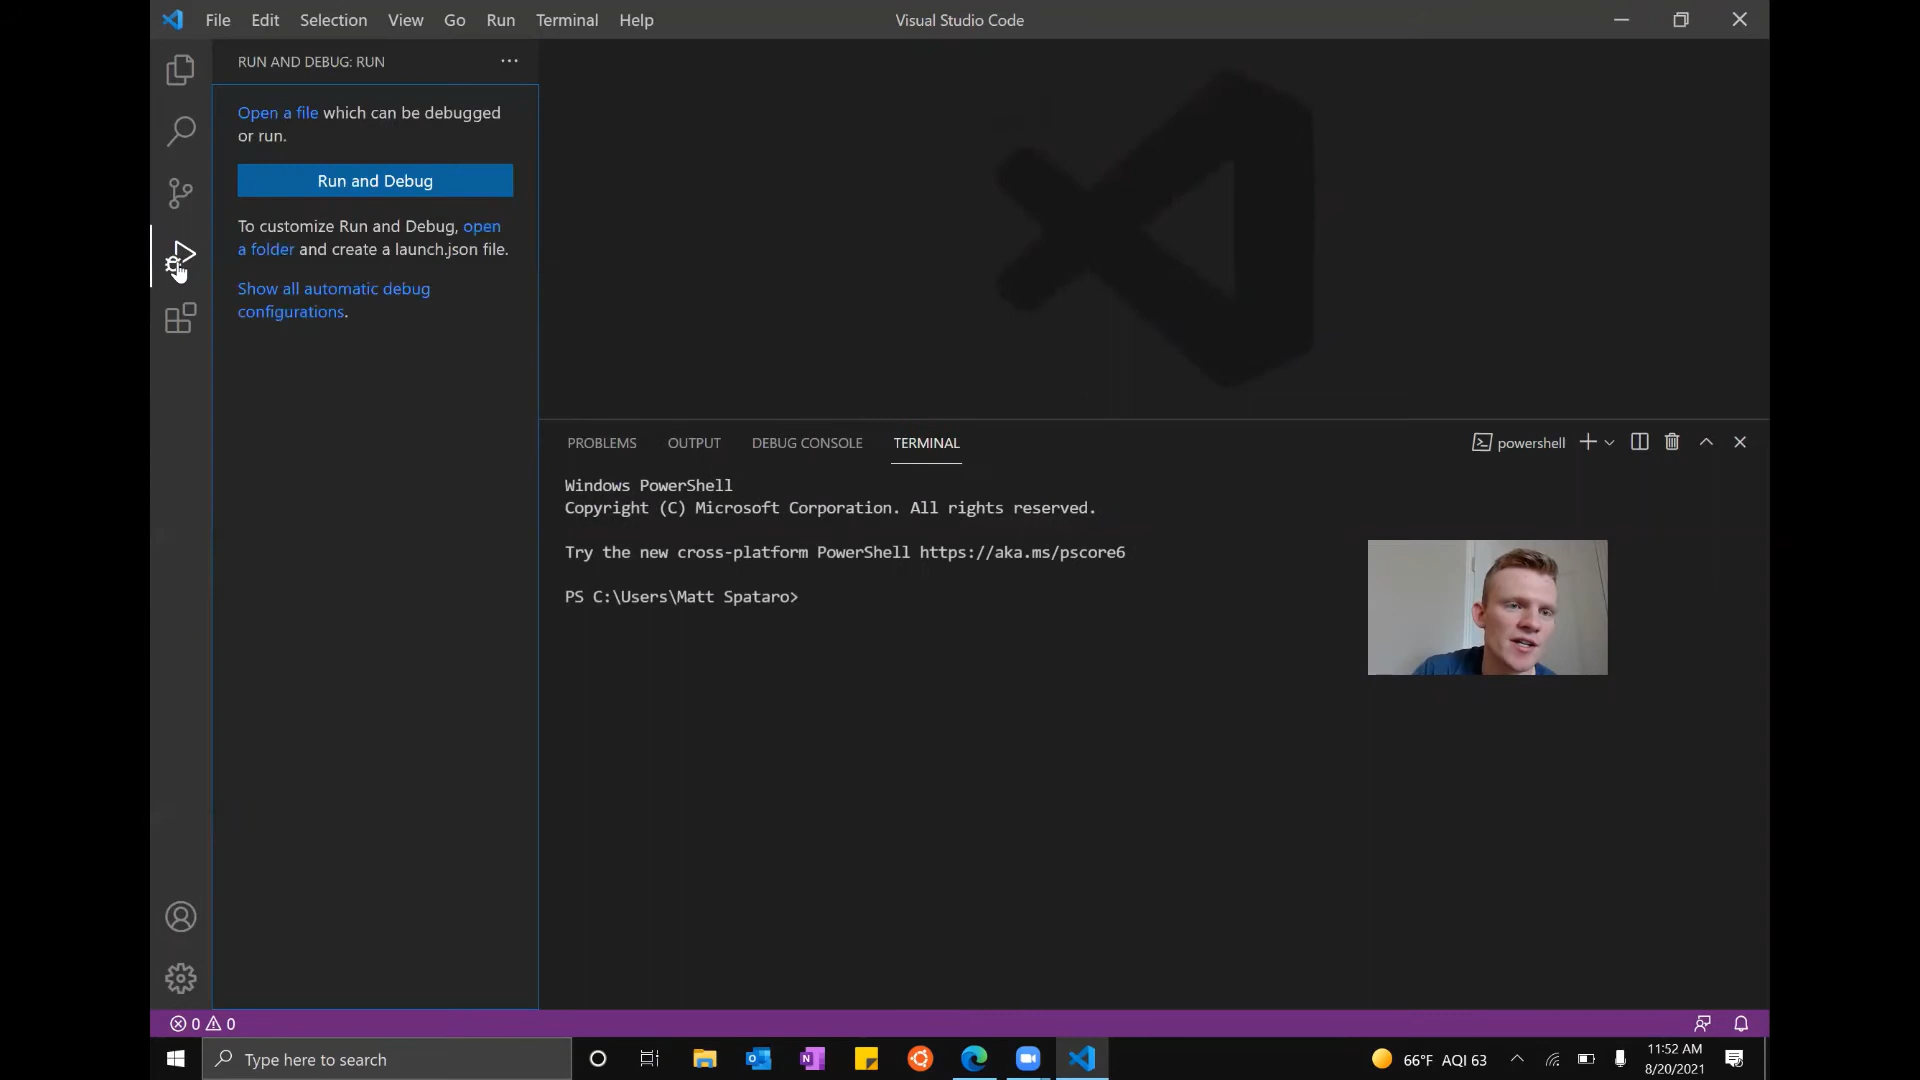 File Edit Selection View Go Run Terminal Help
Visual Studio Code
RUN AND DEBUG: RUN
Open a file which can be debugged
or run.
Run and Debug
To customize Run and Debug, open
a folder and create a launch.json file.
Show all automatic debug
configurations.
PROBLEMS OUTPUT DEBUG CONSOLE TERMINAL
powershell
Windows PowerShell
Copyright (C) Microsoft Corporation. All rights reserved.
Try the new cross-platform PowerShell https://aka.ms/pscore6
PS C:\Users\Matt Spataro>
0 0
Type here to search
66°F AQI 63
11:52 AM
8/20/2021